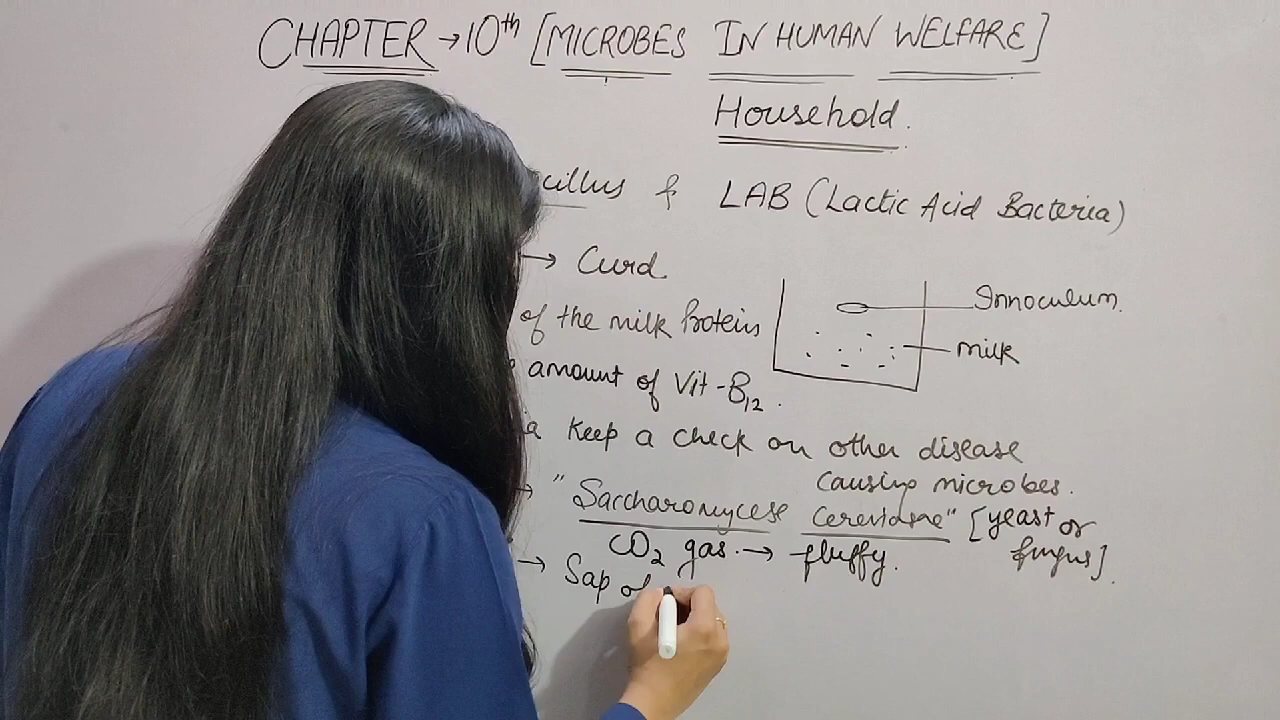 CHAPTER → 10th [MICROBES IN HUMAN WELFARE]
Household.
cillus & LAB (Lactic Acid Bacteria)
→ Curd.
of the milk Protein
Innoculum.
milk
amount of Vit-B12.
a keep a check on other disease
causing microbes.
→ "Saccharomycese cerevisiae" [yeast or
fungus].
CO2 gas. → fluffy.
→ Sap of